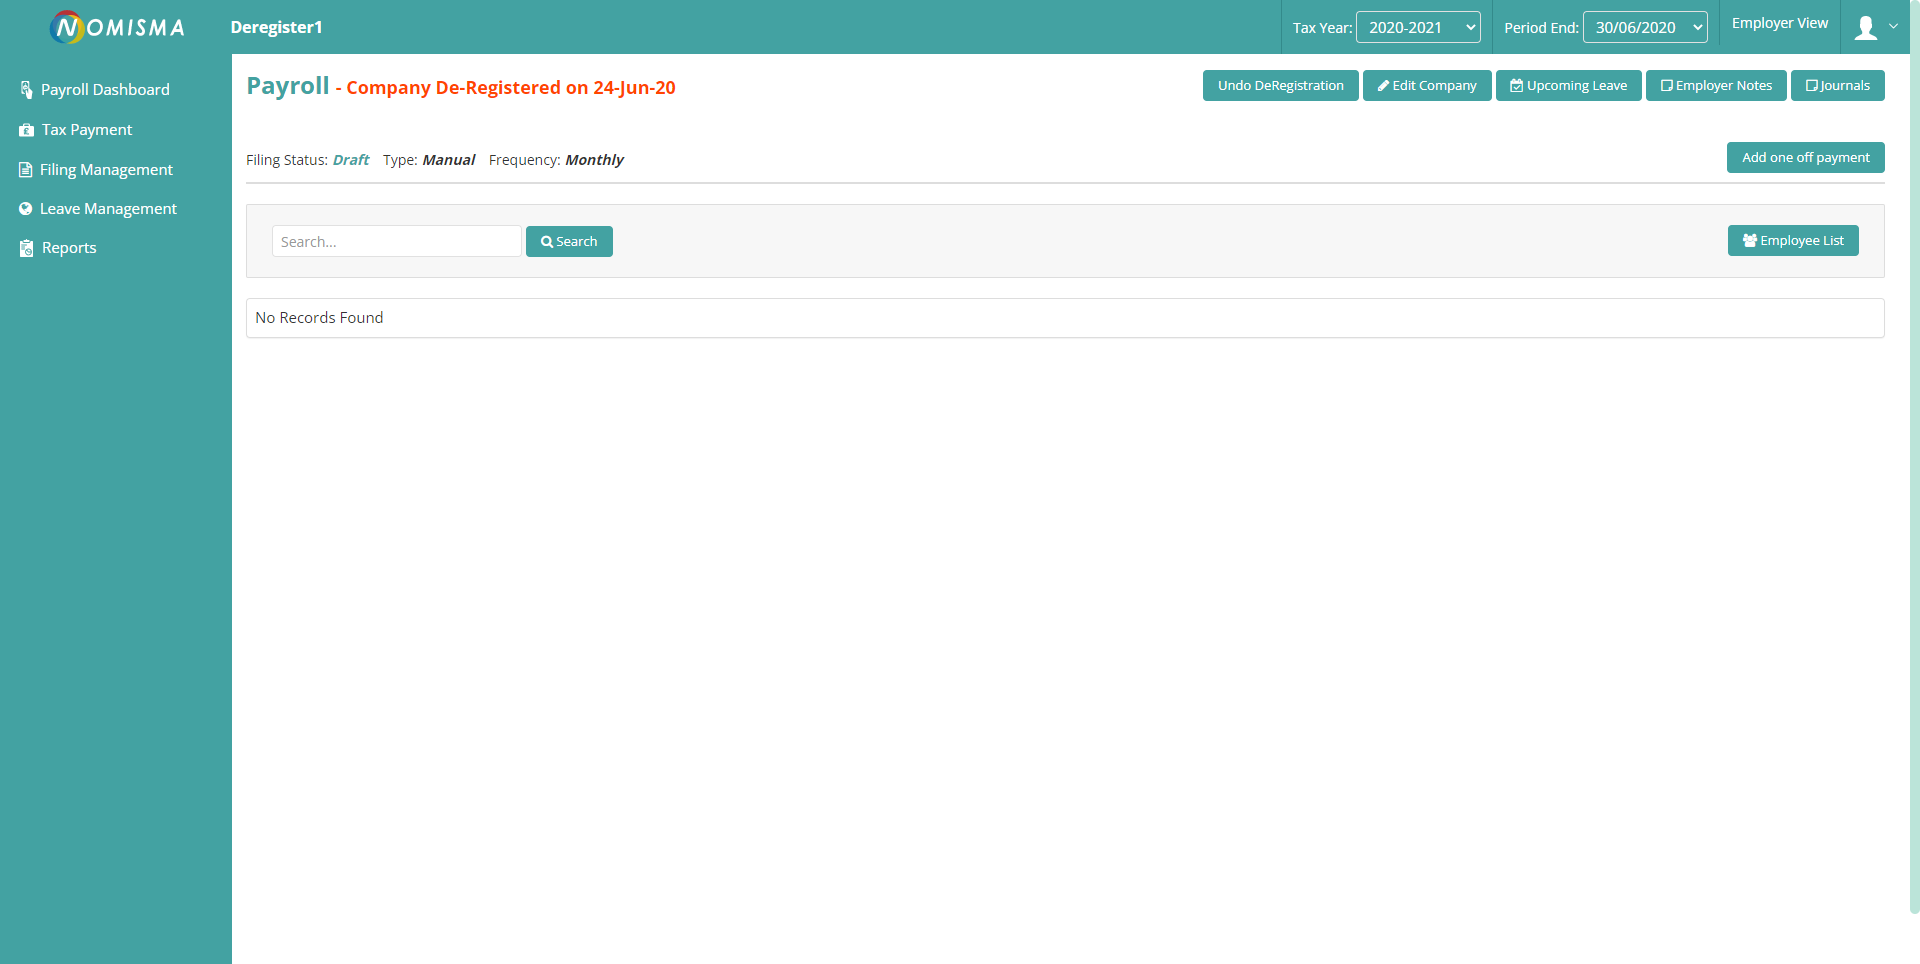 NOMISMA
Deregister1
Tax Year: 2020-2021
Period End: 30/06/2020
Employer View
Payroll Dashboard
Tax Payment
Filing Management
Leave Management
Reports
Payroll - Company De-Registered on 24-Jun-20
Undo DeRegistration
Edit Company
Upcoming Leave
Employer Notes
Journals
Filing Status: Draft Type: Manual Frequency: Monthly
Add one off payment
Search...
Search
Employee List
No Records Found